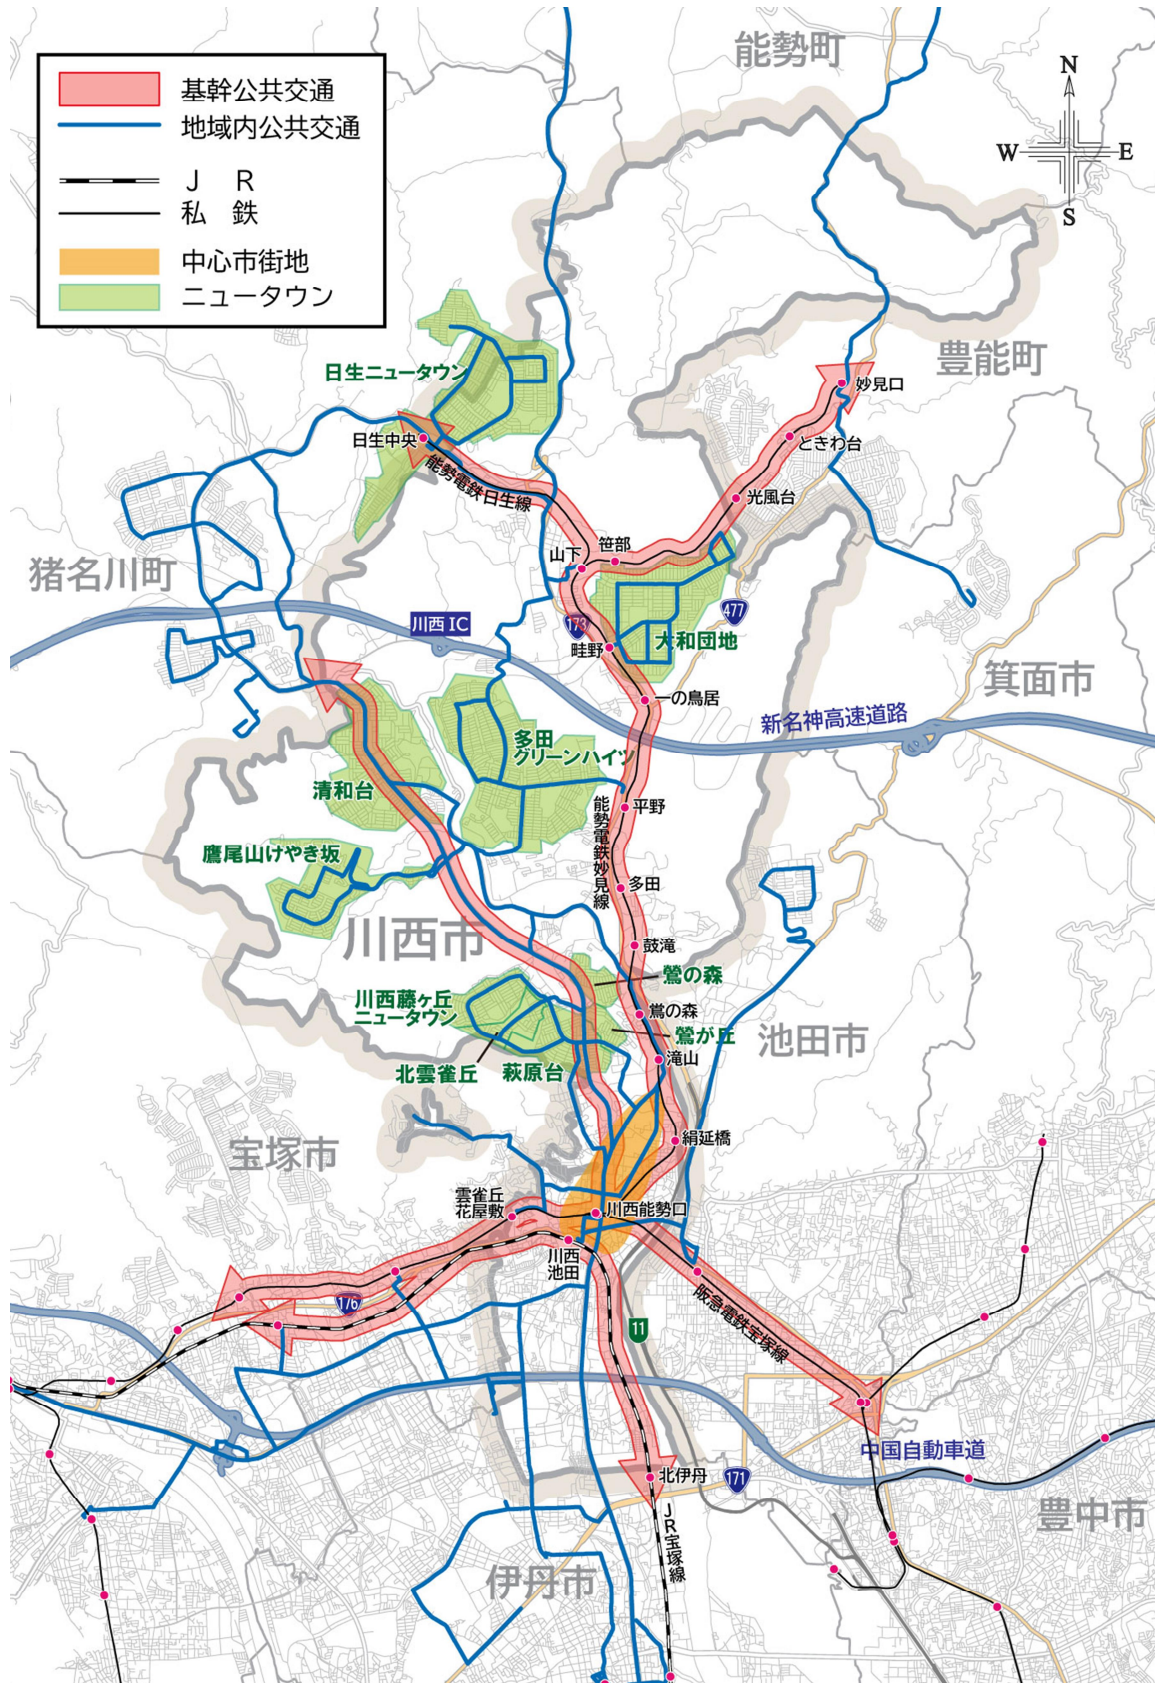 能勢町
N
W
E
S
基幹公共交通
地域内公共交通
J R
私 鉄
中心市街地
ニュータウン
豊能町
日生ニュータウン
妙見口
日生中央
ときわ台
能勢電鉄日生線
光風台
笹部
山下
猪名川町
川西 IC
173
477
大和団地
畦野
箕面市
一の鳥居
新名神高速道路
多田
グリーンハイツ
清和台
平野
能勢電鉄妙見線
鷹尾山けやき坂
多田
川西市
鼓滝
鶯の森
川西藤ヶ丘
ニュータウン
鴬の森
鶯が丘
池田市
滝山
北雲雀丘
萩原台
宝塚市
絹延橋
雲雀丘
花屋敷
川西能勢口
川西
池田
176
阪急電鉄宝塚線
11
中国自動車道
北伊丹
171
豊中市
JR宝塚線
伊丹市